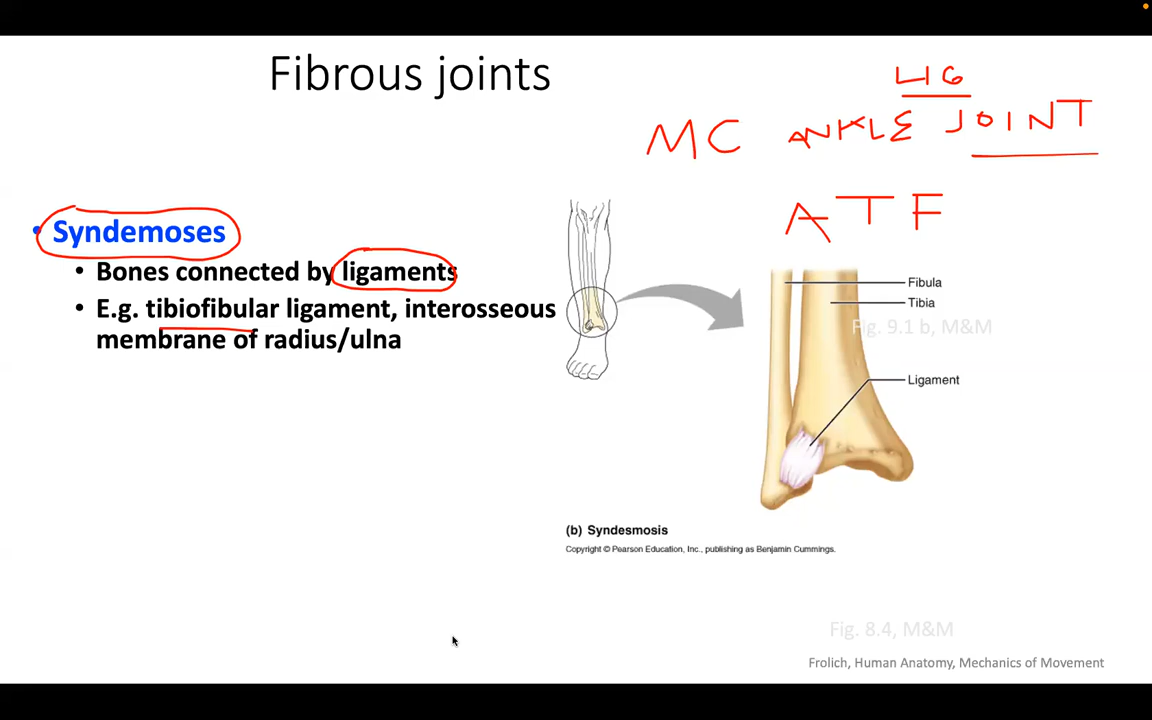 Fibrous joints
LIG
MC ANKLE JOINT
ATF
• Syndemoses
• Bones connected by ligaments
• E.g. tibiofibular ligament, interosseous
membrane of radius/ulna
Fibula
Tibia
Fig. 9.1 b, M&M
Ligament
(b) Syndesmosis
Copyright © Pearson Education, Inc., publishing as Benjamin Cummings.
Fig. 8.4, M&M
Frolich, Human Anatomy, Mechanics of Movement